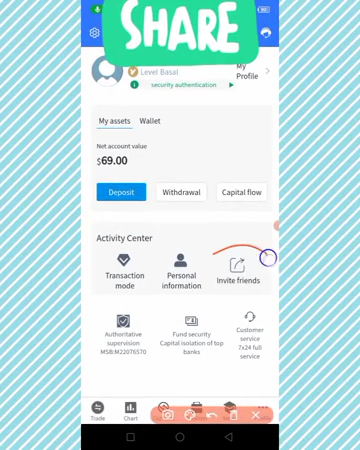 SHARE
Level Basal
My
Profile
security authentication
My assets Wallet
Net account value
$69.00
Deposit Withdrawal Capital flow
Activity Center
Transaction
mode
Personal
information
Invite friends
Authoritative
supervision
MSB:M22076570
Fund security
Capital isolation of top
banks
Customer
service
7x24 full
service
Trade Chart